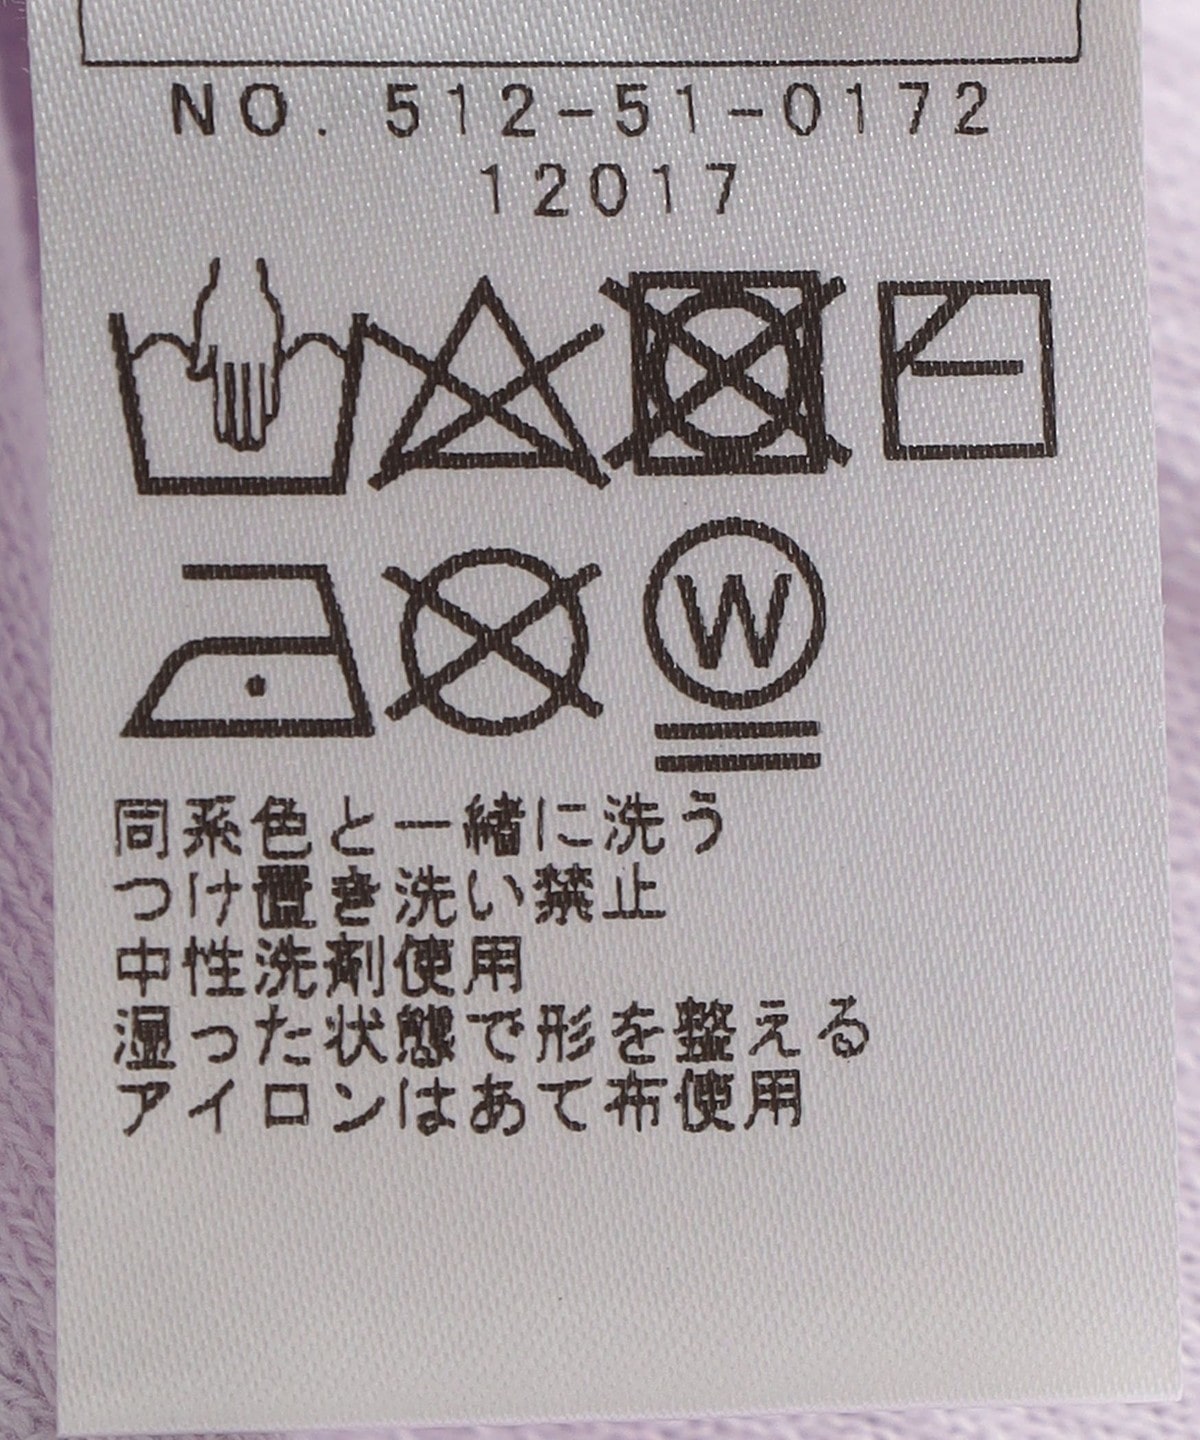 NO. 512-51-0172
12017
W
同系色と一緒に洗う
つけ置き洗い禁止
中性洗剤使用
湿った状態で形を整える
アイロンはあて布使用